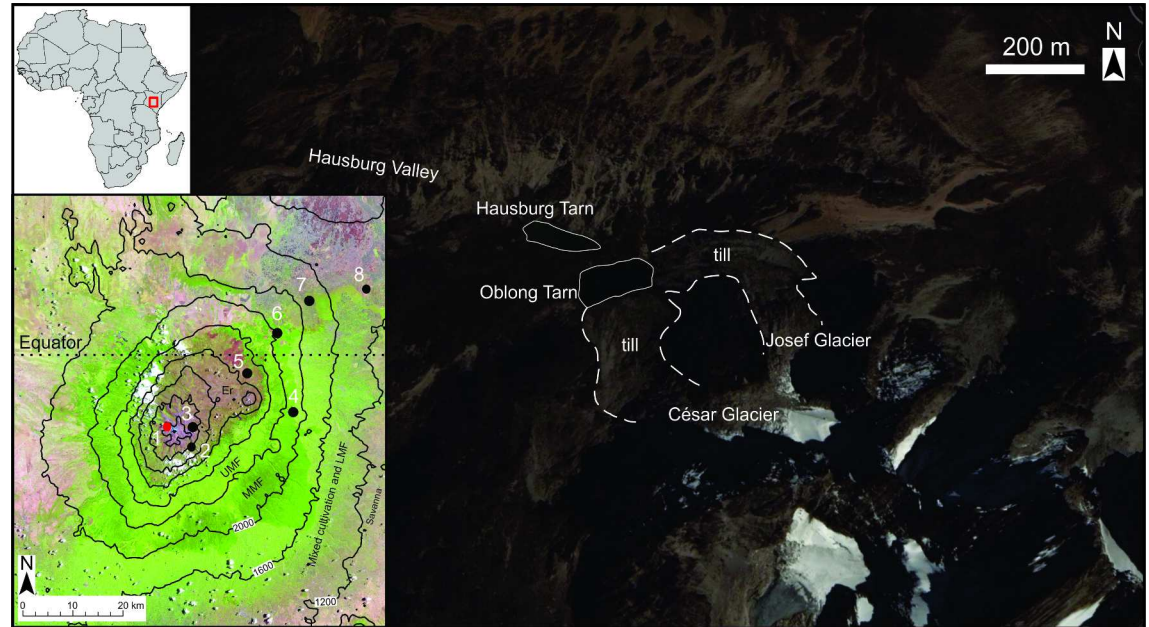 N
200 m
Hausburg Valley
Hausburg Tarn
till
Oblong Tarn
till
Josef Glacier
César Glacier
8
7
6
Equator
5
Er
4
3
1
2
UMF
MMF
Mixed cultivation and LMF
Savanna
2000
1600
1200
N
0 10 20 km